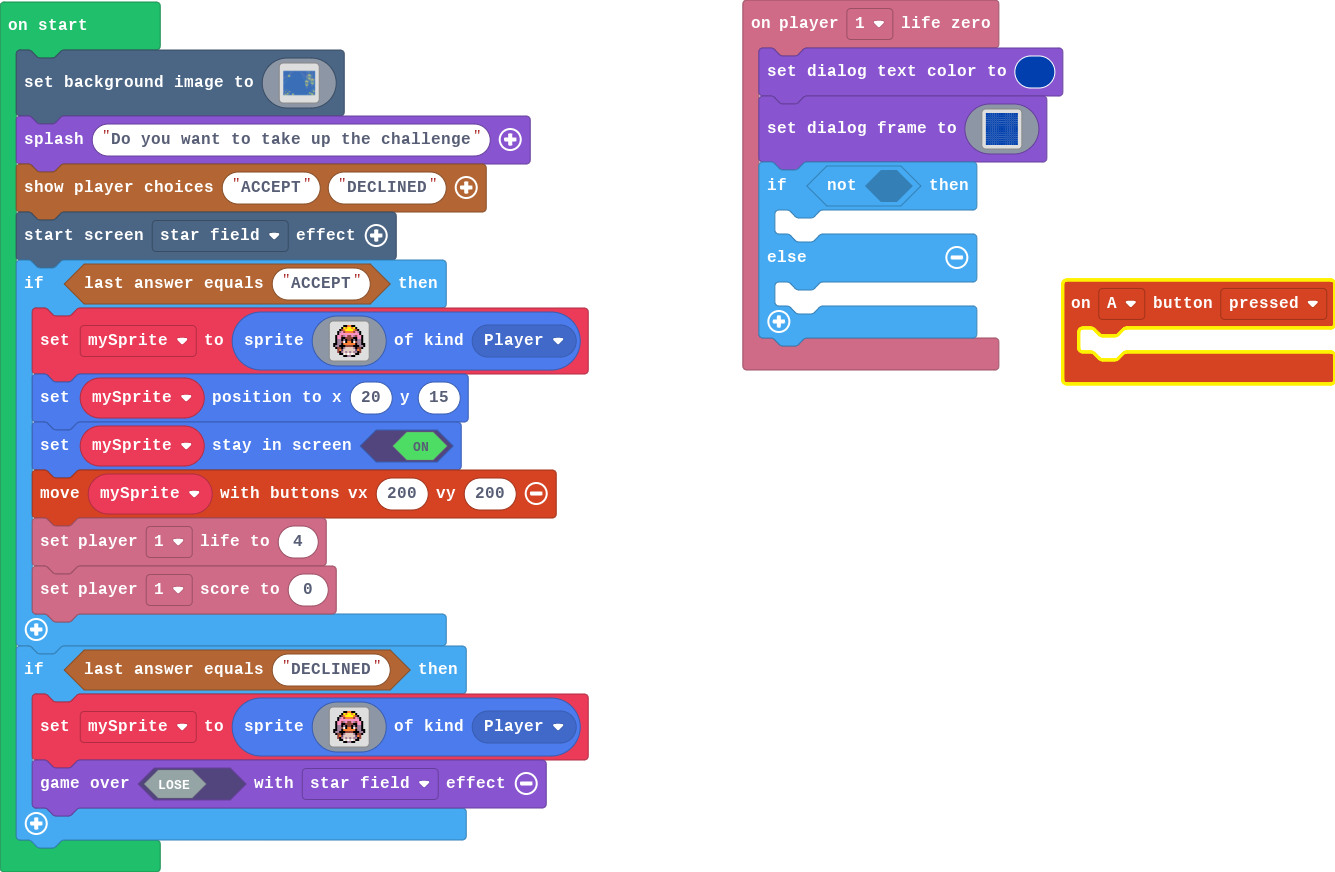 on start
set background image to
splash "Do you want to take up the challenge"
show player choices "ACCEPT" "DECLINED"
start screen star field effect
if last answer equals "ACCEPT" then
set mySprite to sprite of kind Player
set mySprite position to x 20 y 15
set mySprite stay in screen ON
move mySprite with buttons vx 200 vy 200
set player 1 life to 4
set player 1 score to 0
if last answer equals "DECLINED" then
set mySprite to sprite of kind Player
game over LOSE with star field effect
on player 1 life zero
set dialog text color to
set dialog frame to
if not then
else
on A button pressed